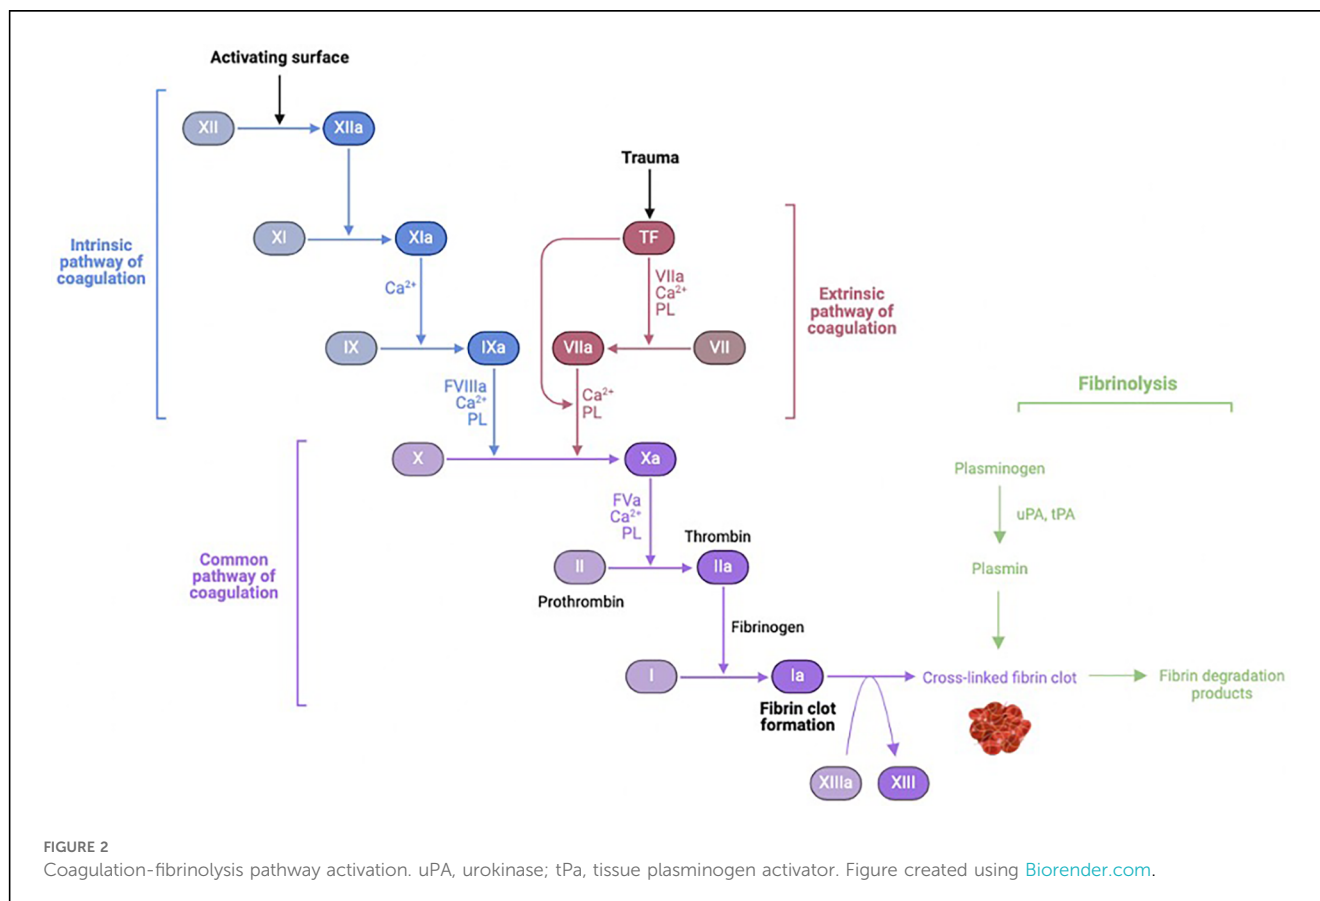 Activating surface
XII
XIIa
Trauma
XI
XIa
TF
Intrinsic
pathway of
coagulation
Ca²⁺
VIIa
Ca²⁺
PL
Extrinsic
pathway of
coagulation
IX
IXa
VIIa
VII
FVIIIa
Ca²⁺
PL
Ca²⁺
PL
Fibrinolysis
X
Xa
Plasminogen
FVa
Ca²⁺
PL
uPA, tPA
Thrombin
Common
pathway of
coagulation
II
IIa
Plasmin
Prothrombin
Fibrinogen
I
Ia
Cross-linked fibrin clot
Fibrin degradation
products
Fibrin clot
formation
XIIIa
XIII
FIGURE 2
Coagulation-fibrinolysis pathway activation. uPA, urokinase; tPa, tissue plasminogen activator. Figure created using Biorender.com.